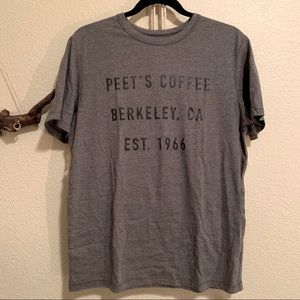 PEET'S COFFEE
BERKELEY, CA
EST. 1966